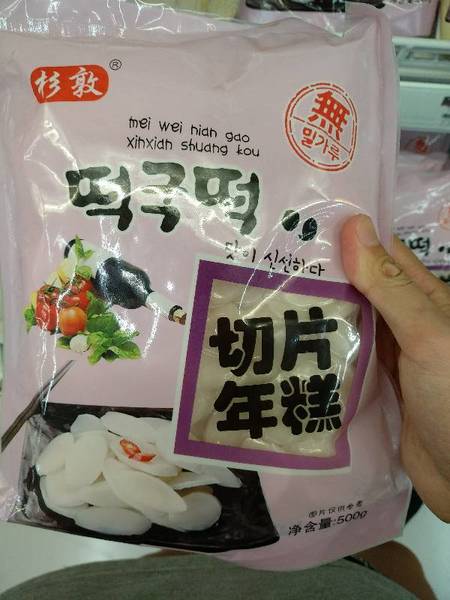 杉敦®
mei wei nian gao
xinxian shuang kou
無
밀가루
떡국떡
맛이 신선하다
切片
年糕
图片仅供参考
净含量:500g
떡